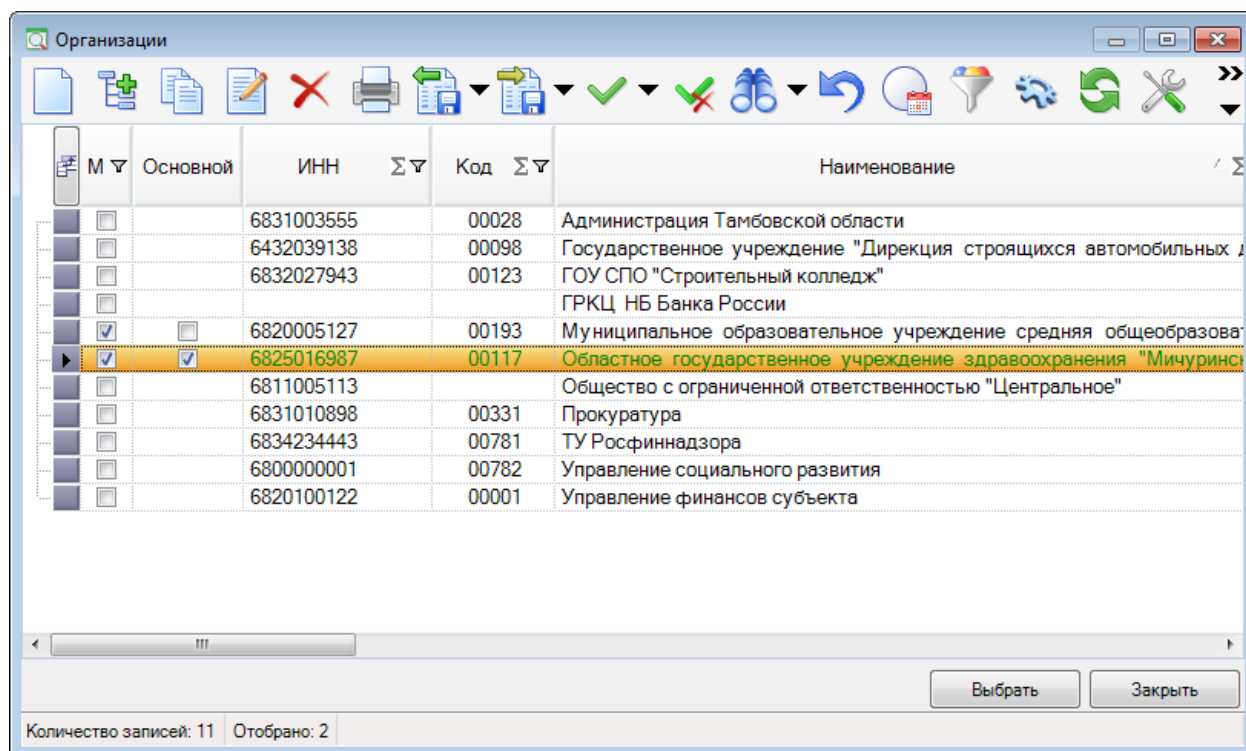 Организации
М Основной ИНН Σ Код Σ Наименование Σ
6831003555 00028 Администрация Тамбовской области
6432039138 00098 Государственное учреждение "Дирекция строящихся автомобильных
6832027943 00123 ГОУ СПО "Строительный колледж"
ГРКЦ НБ Банка России
6820005127 00193 Муниципальное образовательное учреждение средняя общеобразоват
6825016987 00117 Областное государственное учреждение здравоохранения "Мичуринск
6811005113 Общество с ограниченной ответственностью "Центральное"
6831010898 00331 Прокуратура
6834234443 00781 ТУ Росфиннадзора
6800000001 00782 Управление социального развития
6820100122 00001 Управление финансов субъекта
Выбрать Закрыть
Количество записей: 11 Отобрано: 2